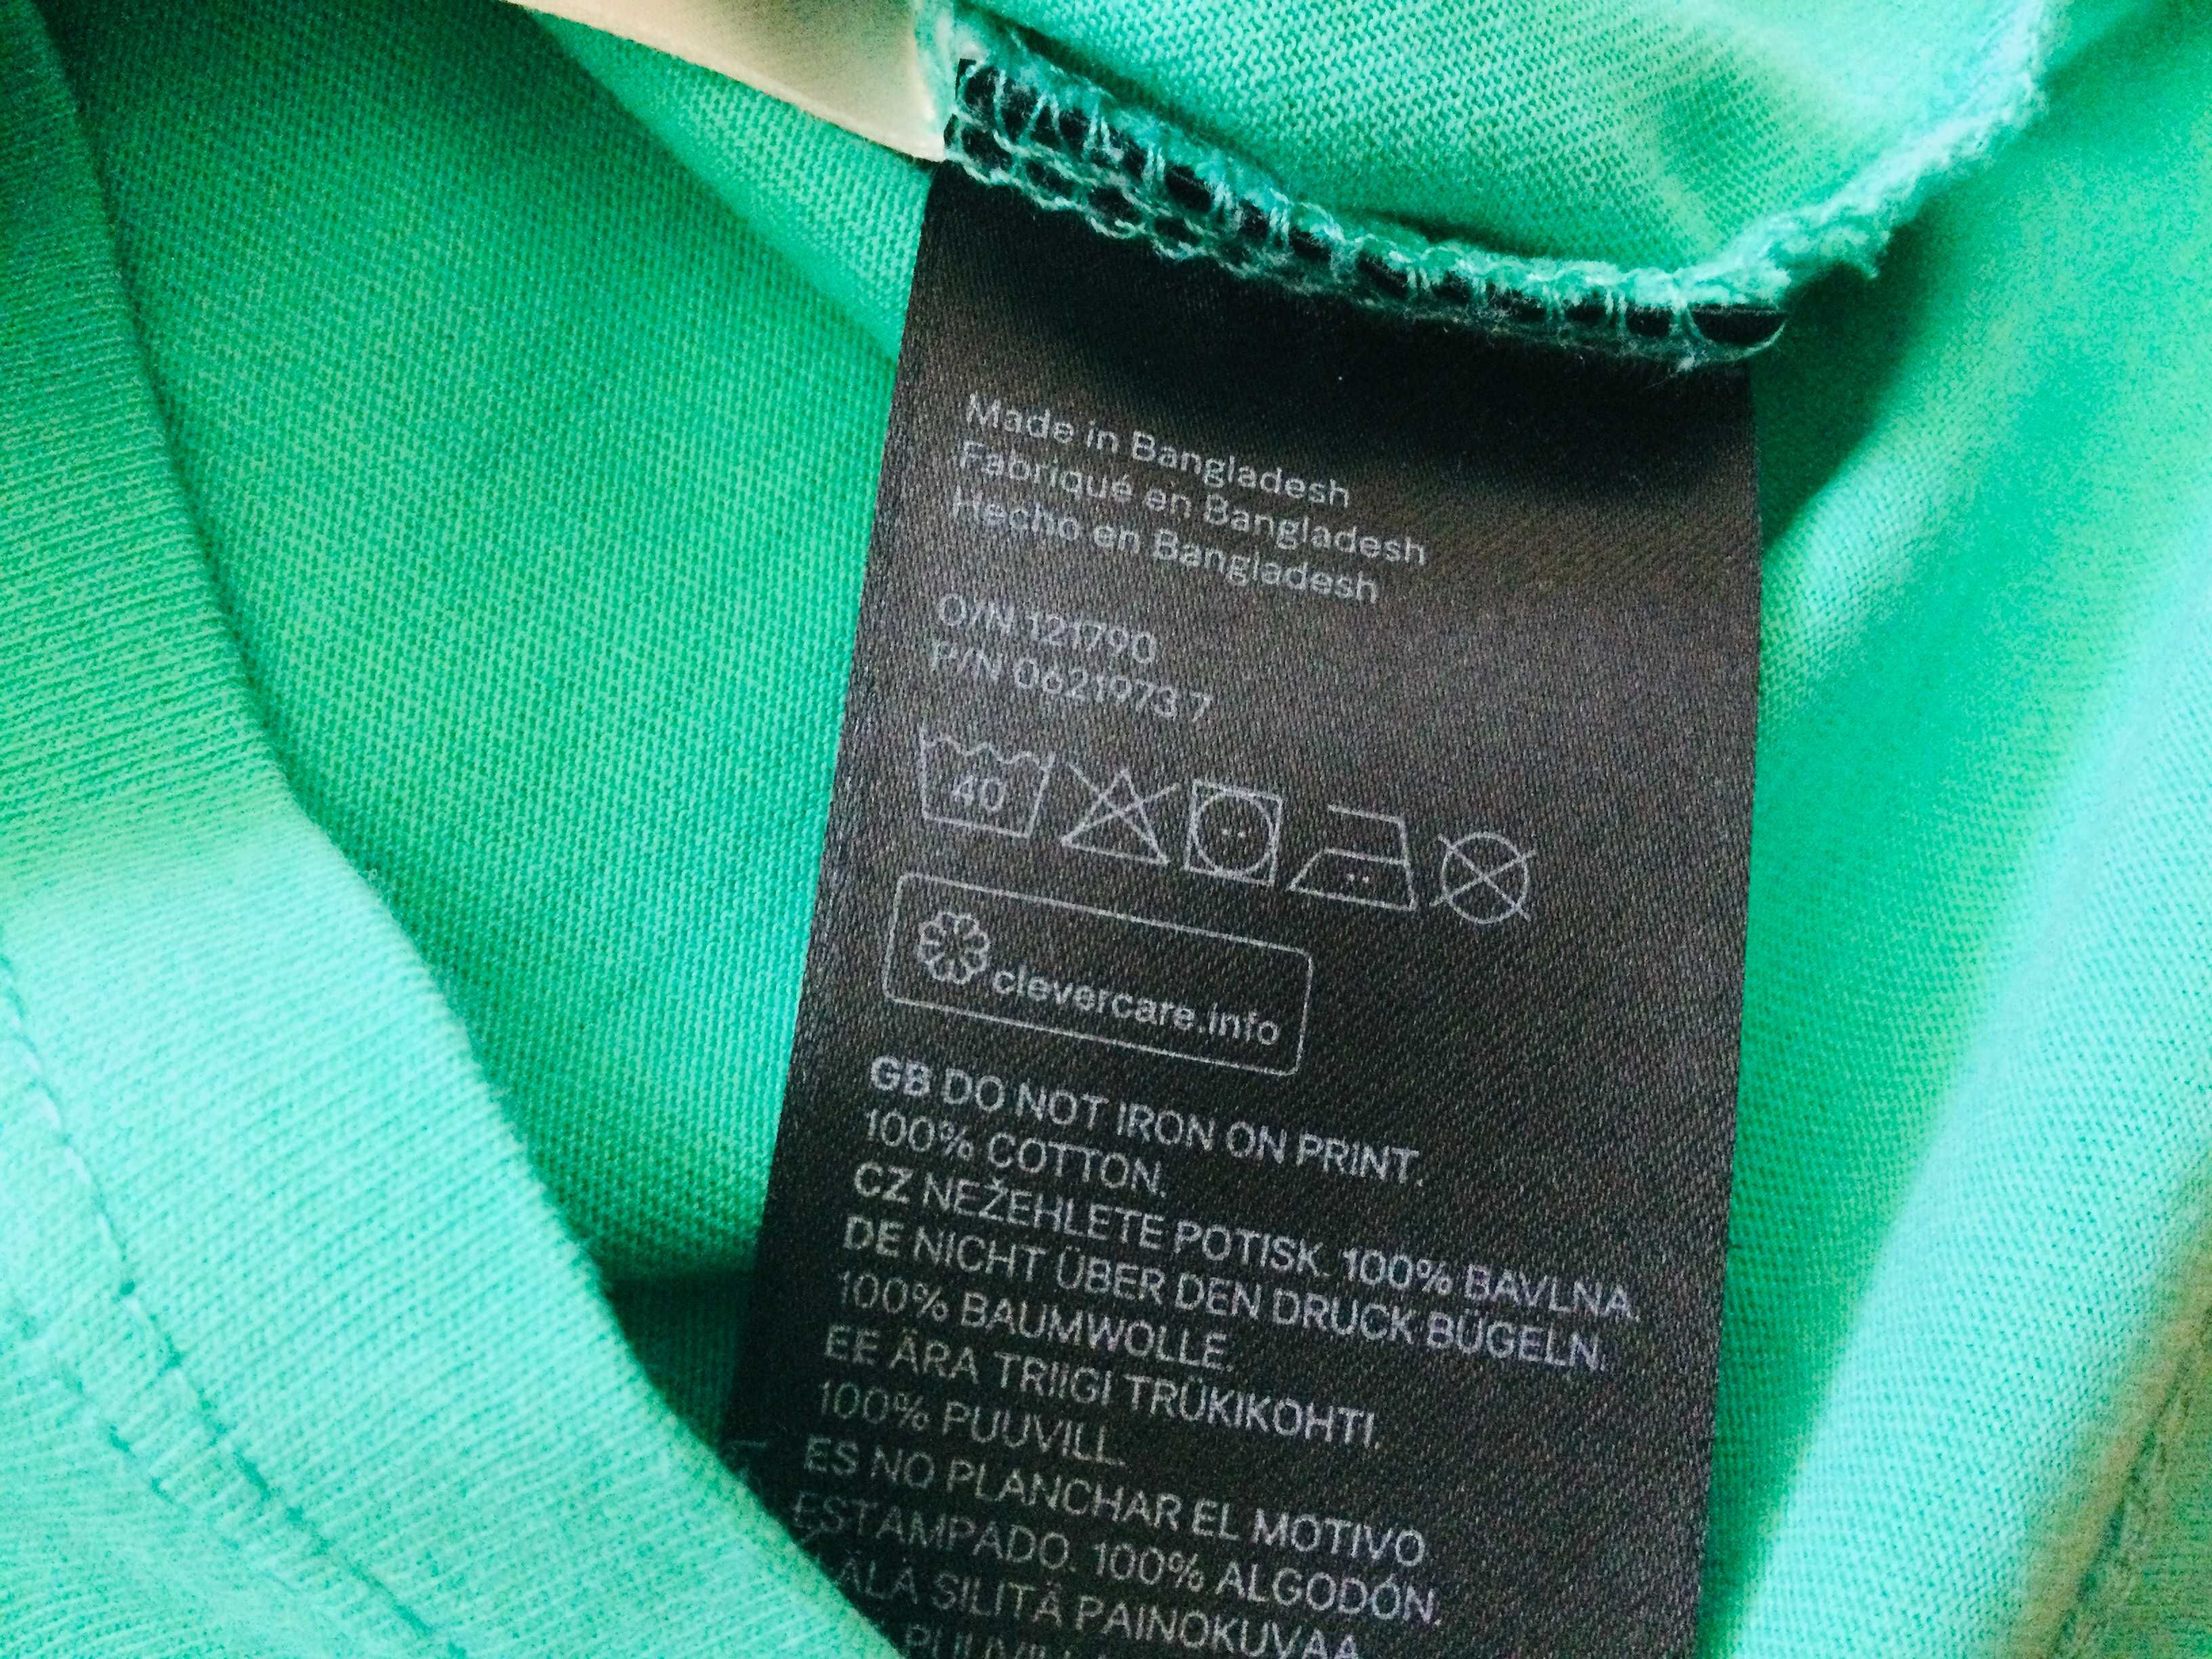 Made in Bangladesh
Fabriqué en Bangladesh
Hecho en Bangladesh
O/N 121790
P/N 0621973 7
40
clevercare.info
GB DO NOT IRON ON PRINT.
100% COTTON.
CZ NEŽEHLETE POTISK. 100% BAVLNA.
DE NICHT ÜBER DEN DRUCK BÜGELN.
100% BAUMWOLLE.
EE ÄRA TRIIGI TRÜKIKOHTI.
100% PUUVILL.
ES NO PLANCHAR EL MOTIVO
ESTAMPADO. 100% ALGODÓN.
ÄLÄ SILITÄ PAINOKUVAA.